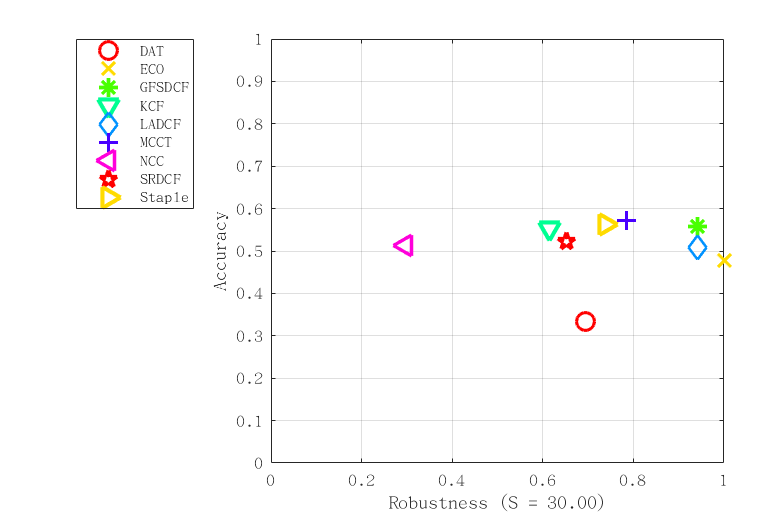 DAT
ECO
GFSDCF
KCF
LADCF
MCCT
NCC
SRDCF
Staple
1
0.9
0.8
0.7
0.6
0.5
0.4
0.3
0.2
0.1
0
Accuracy
0 0.2 0.4 0.6 0.8 1
Robustness (S = 30.00)